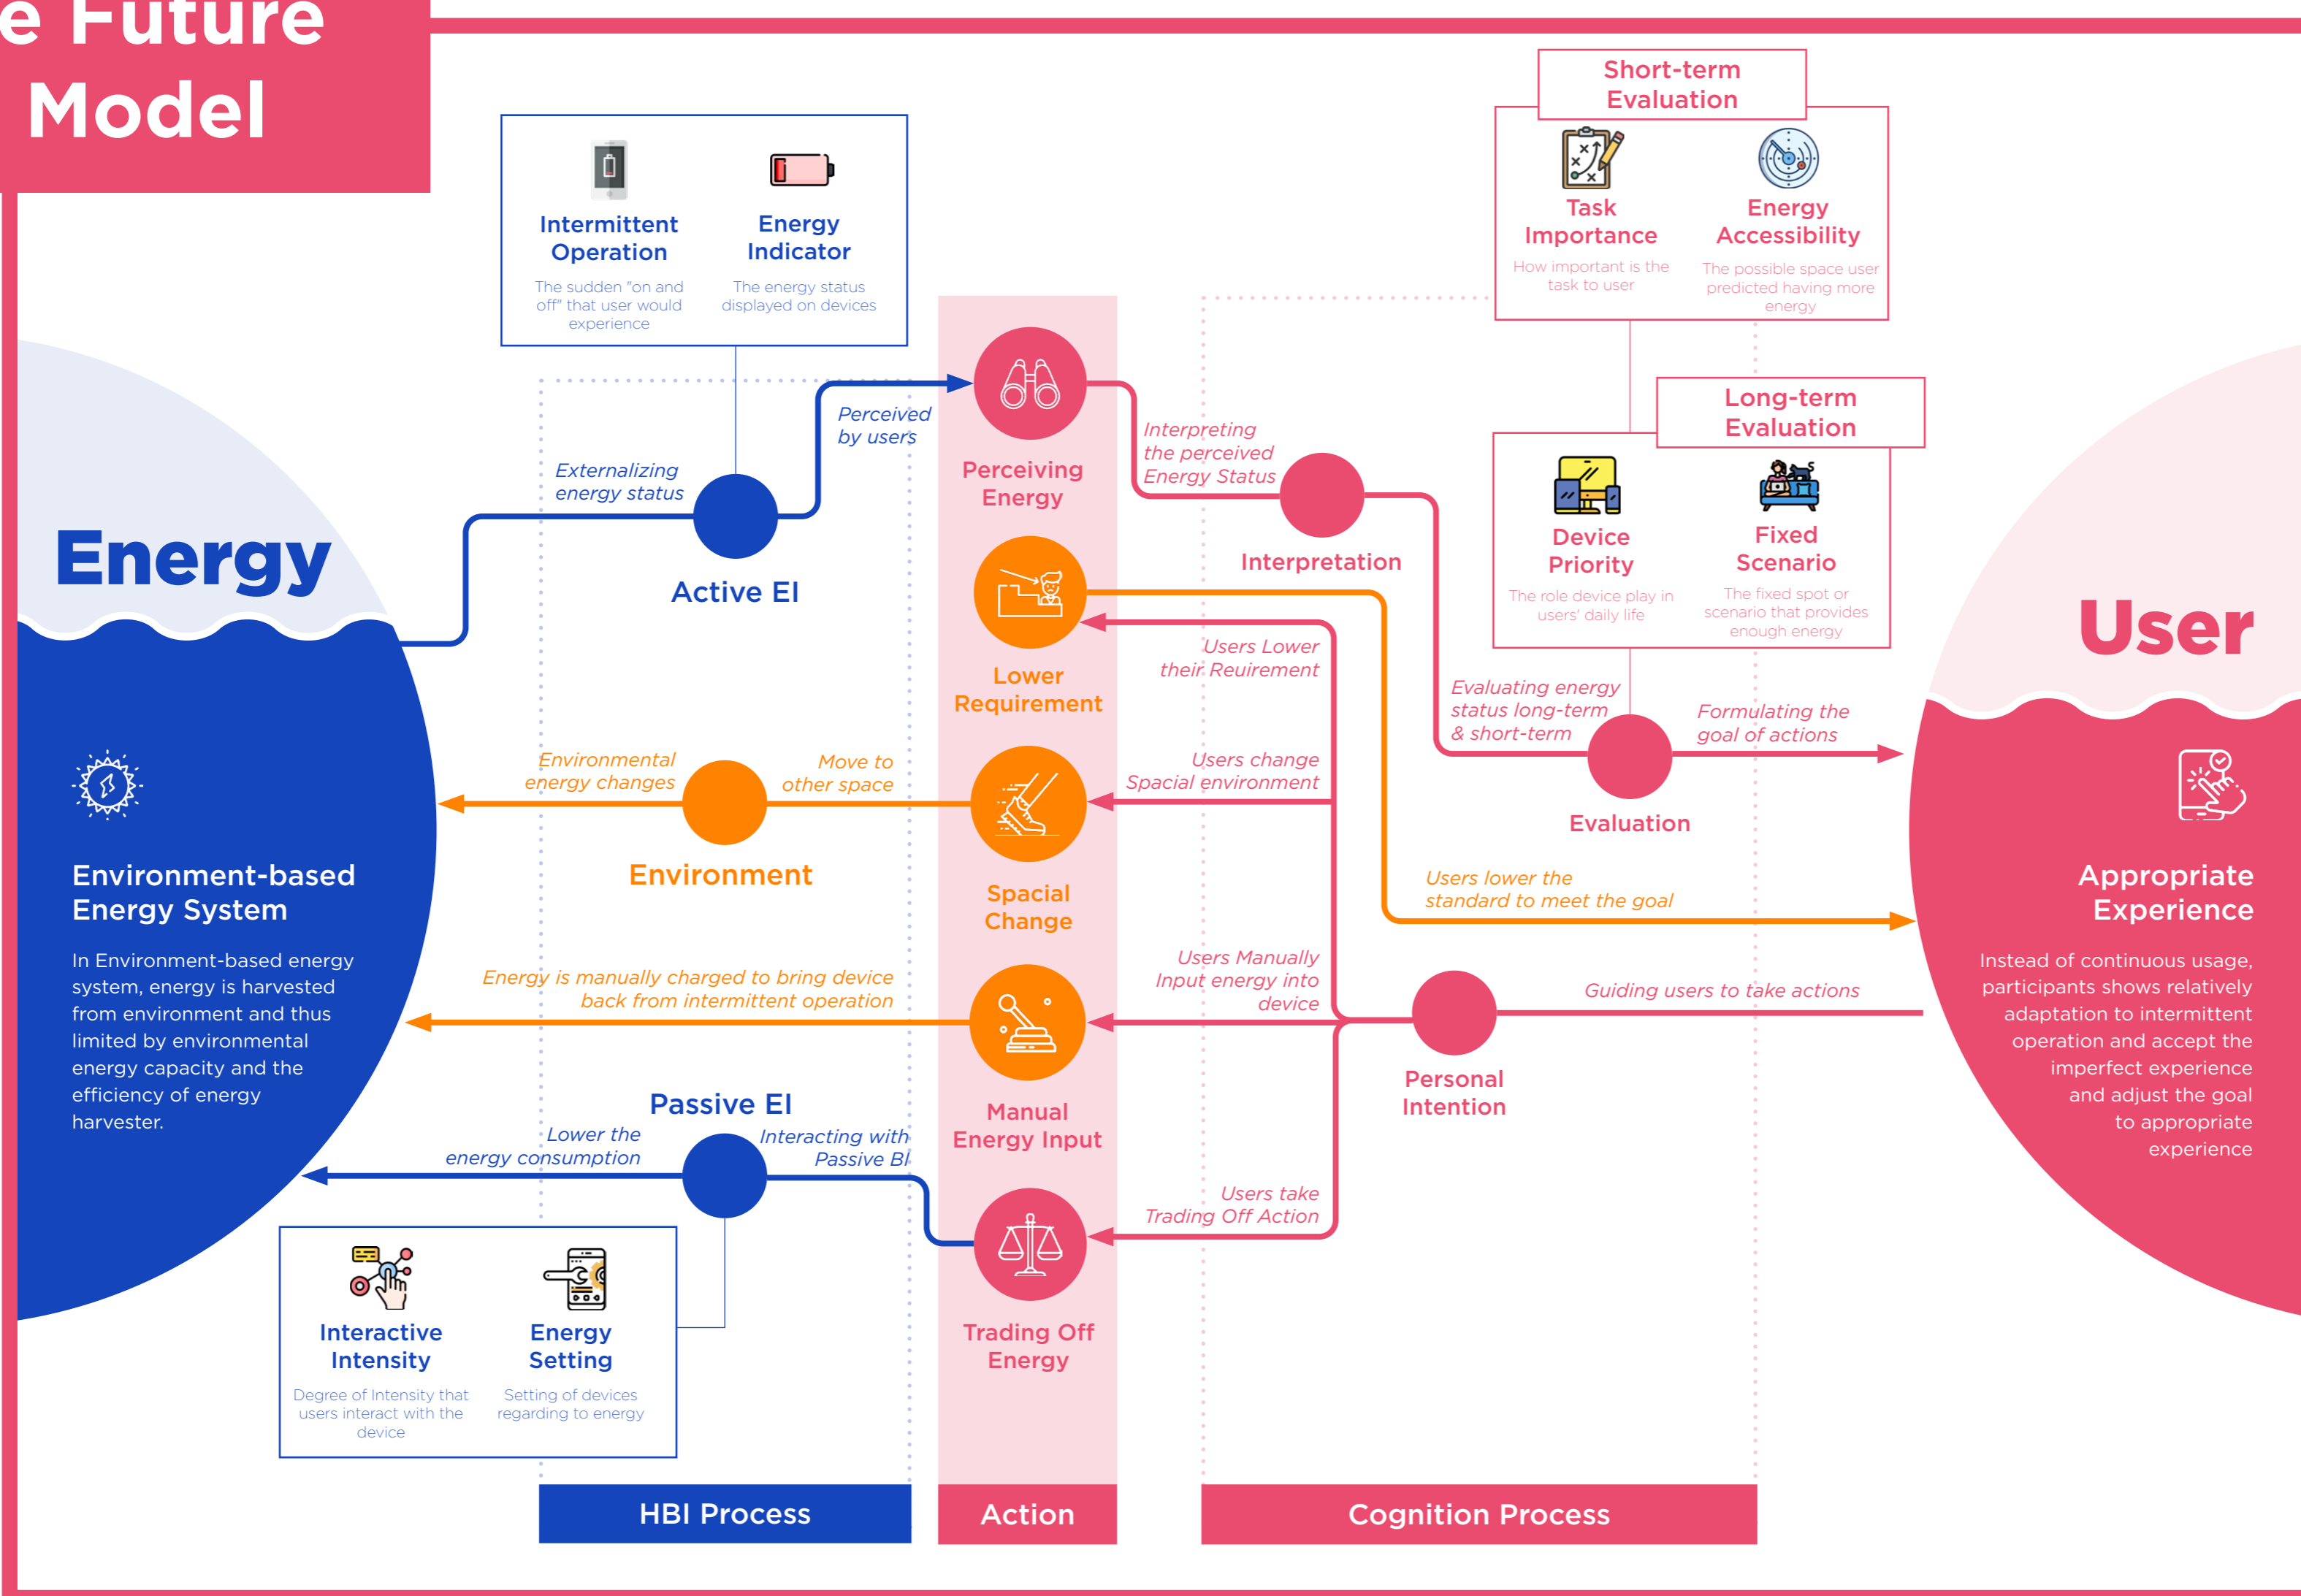 e Future
Model
Short-term
Evaluation
Intermittent
Operation
The sudden "on and
off" that user would
experience
Energy
Indicator
The energy status
displayed on devices
Task
Importance
How important is the
task to user
Energy
Accessibility
The possible space user
predicted having more
energy
Long-term
Evaluation
Device
Priority
The role device play in
users' daily life
Fixed
Scenario
The fixed spot or
scenario that provides
enough energy
Energy
Environment-based
Energy System
In Environment-based energy
system, energy is harvested
from environment and thus
limited by environmental
energy capacity and the
efficiency of energy
harvester.
Externalizing
energy status
Active EI
Perceived
by users
Perceiving
Energy
Interpreting
the perceived
Energy Status
Interpretation
Lower
Requirement
Users Lower
their Reuirement
Evaluating energy
status long-term
& short-term
Evaluation
Formulating the
goal of actions
Environmental
energy changes
Environment
Move to
other space
Spacial
Change
Users change
Spacial environment
Users lower the
standard to meet the goal
Energy is manually charged to bring device
back from intermittent operation
Manual
Energy Input
Users Manually
Input energy into
device
Personal
Intention
Guiding users to take actions
Passive EI
Lower the
energy consumption
Interacting with
Passive BI
Trading Off
Energy
Users take
Trading Off Action
Interactive
Intensity
Degree of Intensity that
users interact with the
device
Energy
Setting
Setting of devices
regarding to energy
User
Appropriate
Experience
Instead of continuous usage,
participants shows relatively
adaptation to intermittent
operation and accept the
imperfect experience
and adjust the goal
to appropriate
experience
HBI Process
Action
Cognition Process